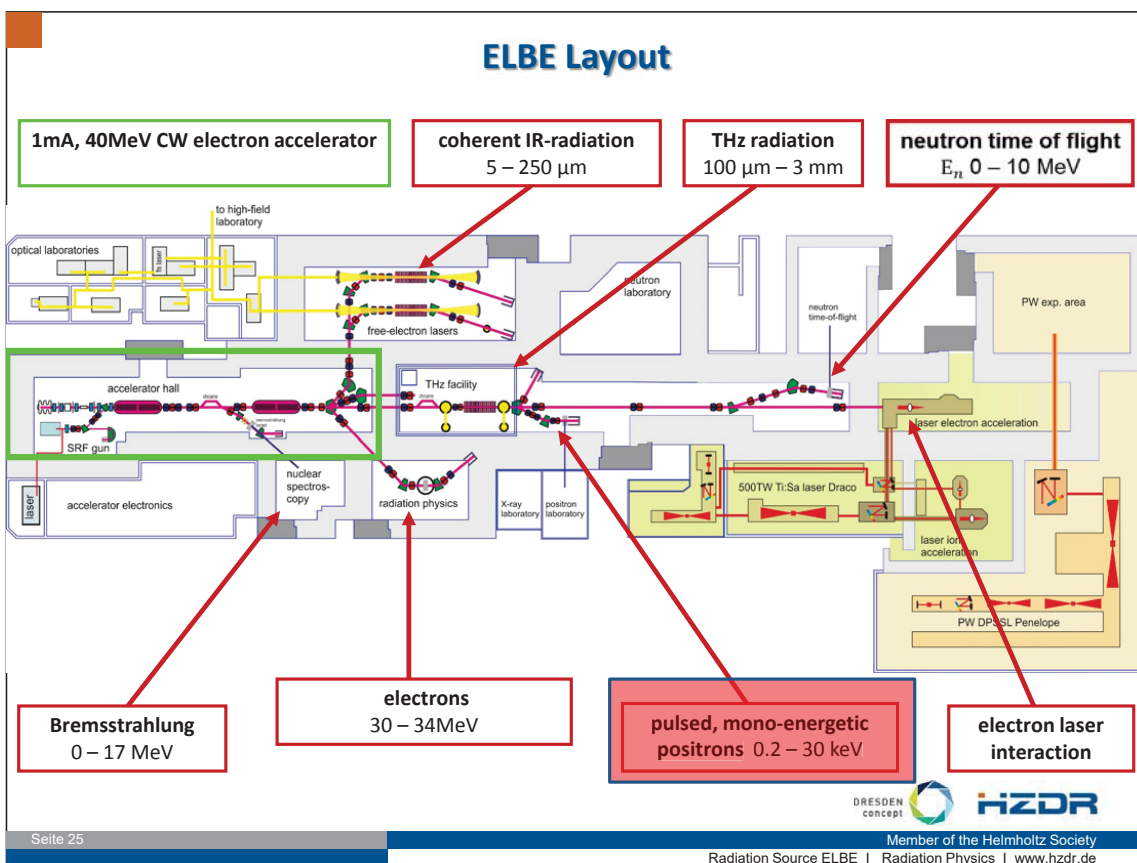 ELBE Layout
1mA, 40MeV CW electron accelerator
coherent IR-radiation
5 – 250 µm
THz radiation
100 µm – 3 mm
neutron time of flight
Eₙ 0 – 10 MeV
to high-field
laboratory
optical laboratories
fs laser
free-electron lasers
neutron
laboratory
neutron
time-of-flight
PW exp. area
accelerator hall
dicane
SRF gun
THz facility
dicane
laser electron acceleration
laser
accelerator electronics
nuclear
spectros-
copy
radiation physics
X-ray
laboratory
positron
laboratory
500TW Ti:Sa laser Draco
laser ion
acceleration
PW DPSSL Penelope
Bremsstrahlung
0 – 17 MeV
electrons
30 – 34MeV
pulsed, mono-energetic
positrons 0.2 – 30 keV
electron laser
interaction
DRESDEN
concept
HZDR
Seite 25
Member of the Helmholtz Society
Radiation Source ELBE I Radiation Physics I www.hzdr.de